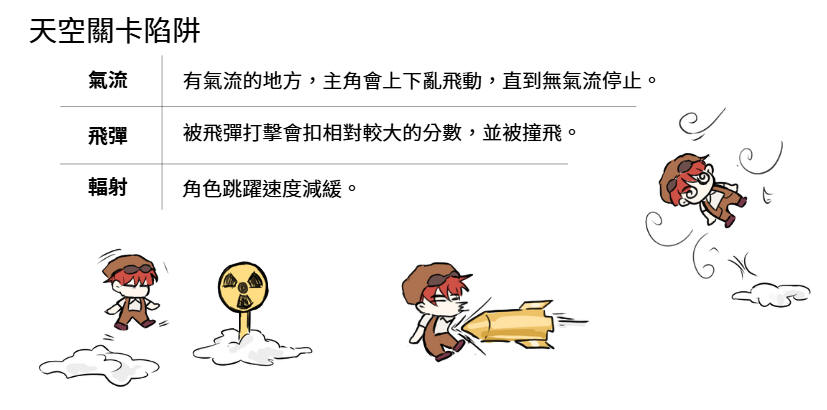 天空關卡陷阱
氣流 有氣流的地方，主角會上下亂飛動，直到無氣流停止。
飛彈 被飛彈打擊會扣相對較大的分數，並被撞飛。
輻射 角色跳躍速度減緩。